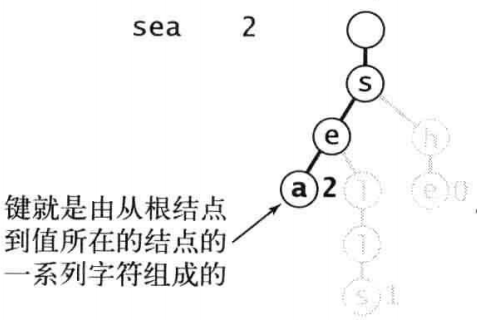 sea 2
s
e h
a 2 l e 0
l
s 1
键就是由从根结点
到值所在的结点的
一系列字符组成的